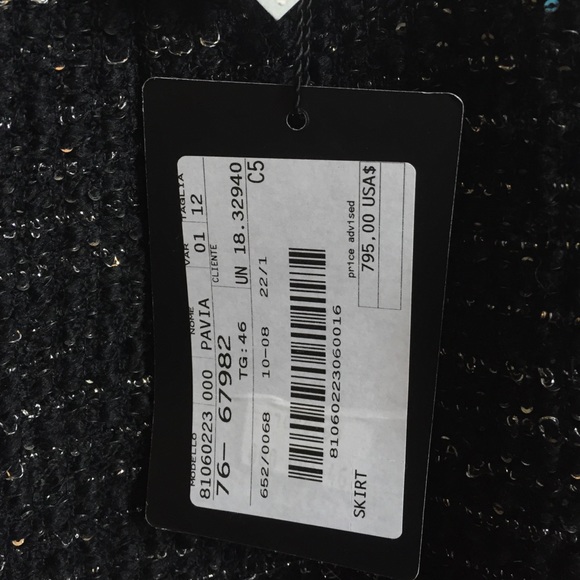 MODELLO NOME VAR TAGLIA
81060223 000 PAVIA 01 12
CLIENTE
76- 67982 TG:46 UN 18.32940
C5
652/0068 10-08 22/1
81060223060016
price advised
SKIRT 795.00 USA$